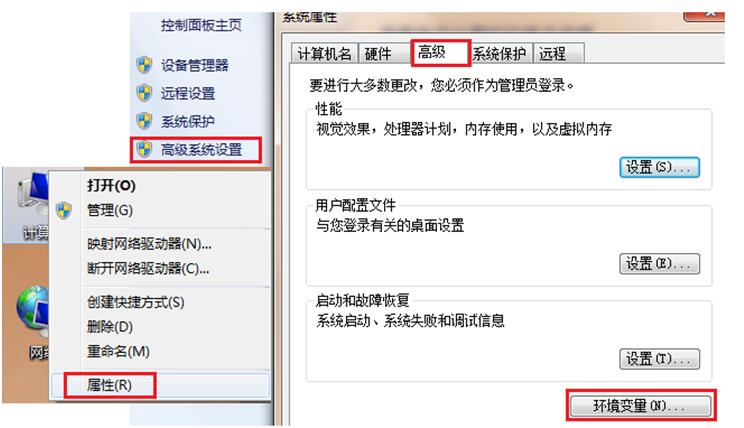 控制面板主页
设备管理器
远程设置
系统保护
高级系统设置
打开(O)
管理(G)
映射网络驱动器(N)...
断开网络驱动器(C)...
创建快捷方式(S)
删除(D)
重命名(M)
属性(R)
计算
网络
系统属性
计算机名
硬件
高级
系统保护
远程
要进行大多数更改，您必须作为管理员登录。
性能
视觉效果，处理器计划，内存使用，以及虚拟内存
设置(S)...
用户配置文件
与您登录有关的桌面设置
设置(E)...
启动和故障恢复
系统启动、系统失败和调试信息
设置(T)...
环境变量(N)...